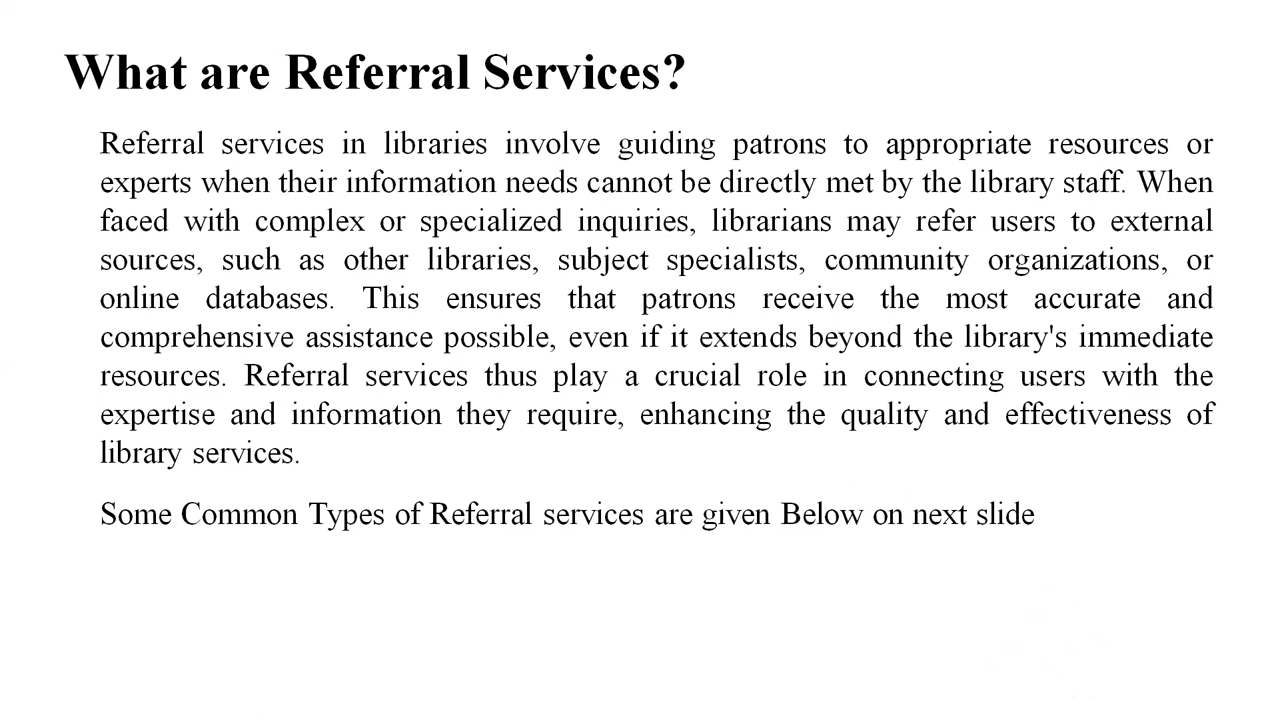 What are Referral Services?
Referral services in libraries involve guiding patrons to appropriate resources or
experts when their information needs cannot be directly met by the library staff. When
faced with complex or specialized inquiries, librarians may refer users to external
sources, such as other libraries, subject specialists, community organizations, or
online databases. This ensures that patrons receive the most accurate and
comprehensive assistance possible, even if it extends beyond the library's immediate
resources. Referral services thus play a crucial role in connecting users with the
expertise and information they require, enhancing the quality and effectiveness of
library services.
Some Common Types of Referral services are given Below on next slide